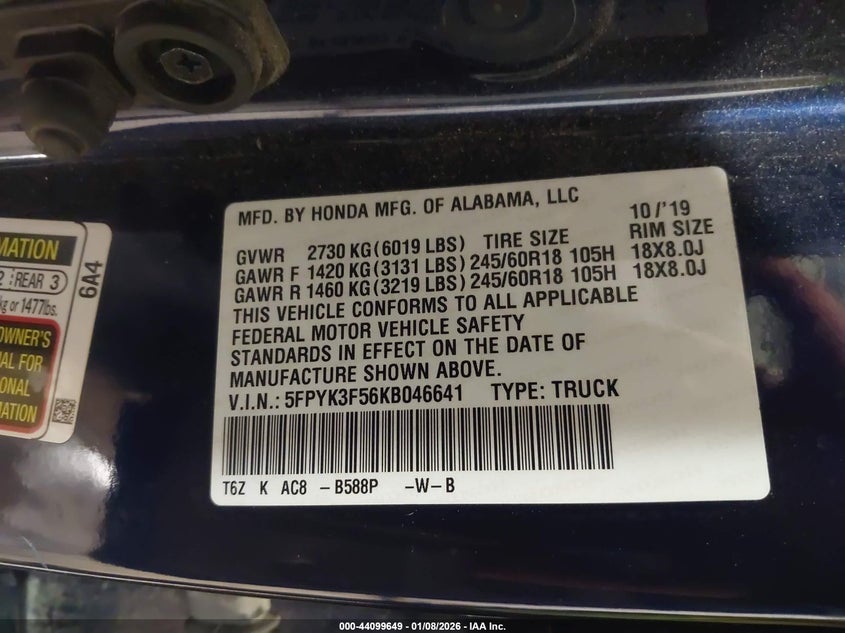 MFD. BY HONDA MFG. OF ALABAMA, LLC 10/'19
GVWR 2730 KG(6019 LBS) TIRE SIZE RIM SIZE
GAWR F 1420 KG(3131 LBS) 245/60R18 105H 18X8.0J
GAWR R 1460 KG(3219 LBS) 245/60R18 105H 18X8.0J
THIS VEHICLE CONFORMS TO ALL APPLICABLE
FEDERAL MOTOR VEHICLE SAFETY
STANDARDS IN EFFECT ON THE DATE OF
MANUFACTURE SHOWN ABOVE.
V.I.N.: 5FPYK3F56KB046641 TYPE: TRUCK
T6Z K AC8 -B588P -W-B
MATION
2 REAR 3
kg or 1477lbs.
OWNER'S
AL FOR
ONAL
MATION
6A4
000-44099649 - 01/08/2026 - IAA Inc.